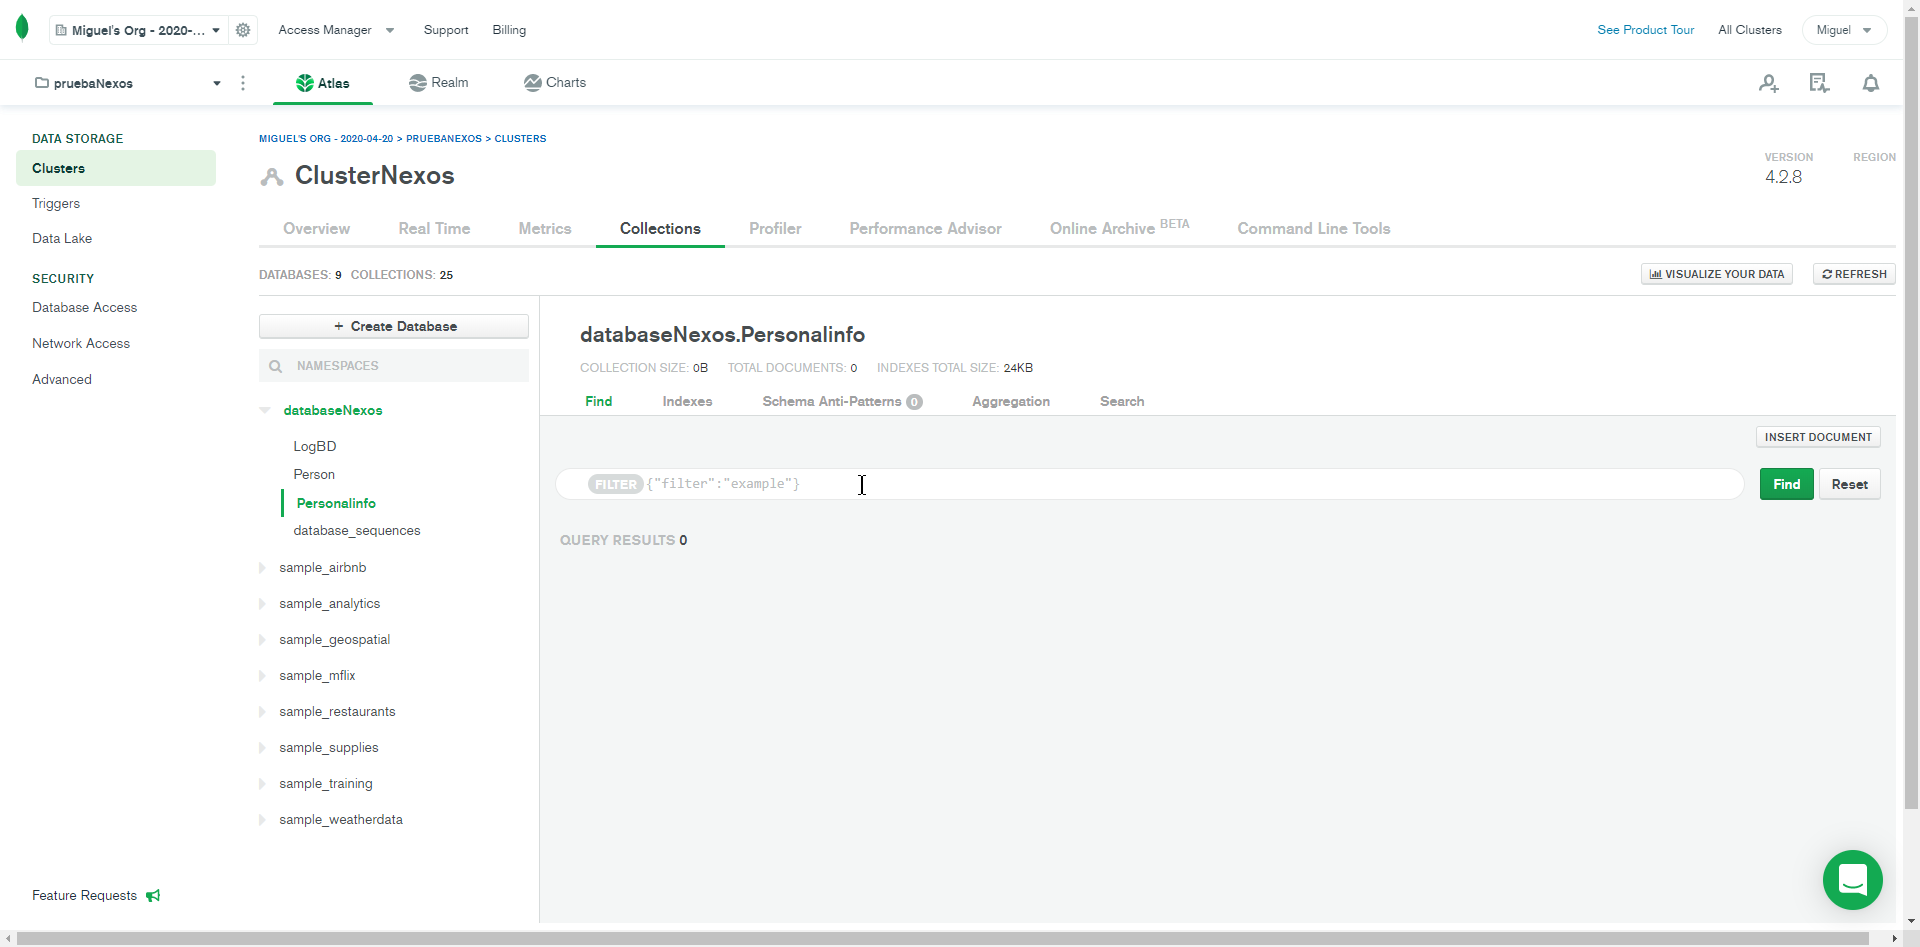 Miguel's Org - 2020-... Access Manager Support Billing See Product Tour All Clusters Miguel
pruebaNexos Atlas Realm Charts
DATA STORAGE
Clusters
Triggers
Data Lake
SECURITY
Database Access
Network Access
Advanced
Feature Requests
MIGUEL'S ORG - 2020-04-20 > PRUEBANEXOS > CLUSTERS
ClusterNexos
VERSION REGION
4.2.8
Overview Real Time Metrics Collections Profiler Performance Advisor Online Archive BETA Command Line Tools
DATABASES: 9 COLLECTIONS: 25 VISUALIZE YOUR DATA REFRESH
+ Create Database
NAMESPACES
databaseNexos
LogBD
Person
Personalinfo
database_sequences
sample_airbnb
sample_analytics
sample_geospatial
sample_mflix
sample_restaurants
sample_supplies
sample_training
sample_weatherdata
databaseNexos.Personalinfo
COLLECTION SIZE: 0B TOTAL DOCUMENTS: 0 INDEXES TOTAL SIZE: 24KB
Find Indexes Schema Anti-Patterns 0 Aggregation Search
INSERT DOCUMENT
FILTER {"filter":"example"} Find Reset
QUERY RESULTS 0